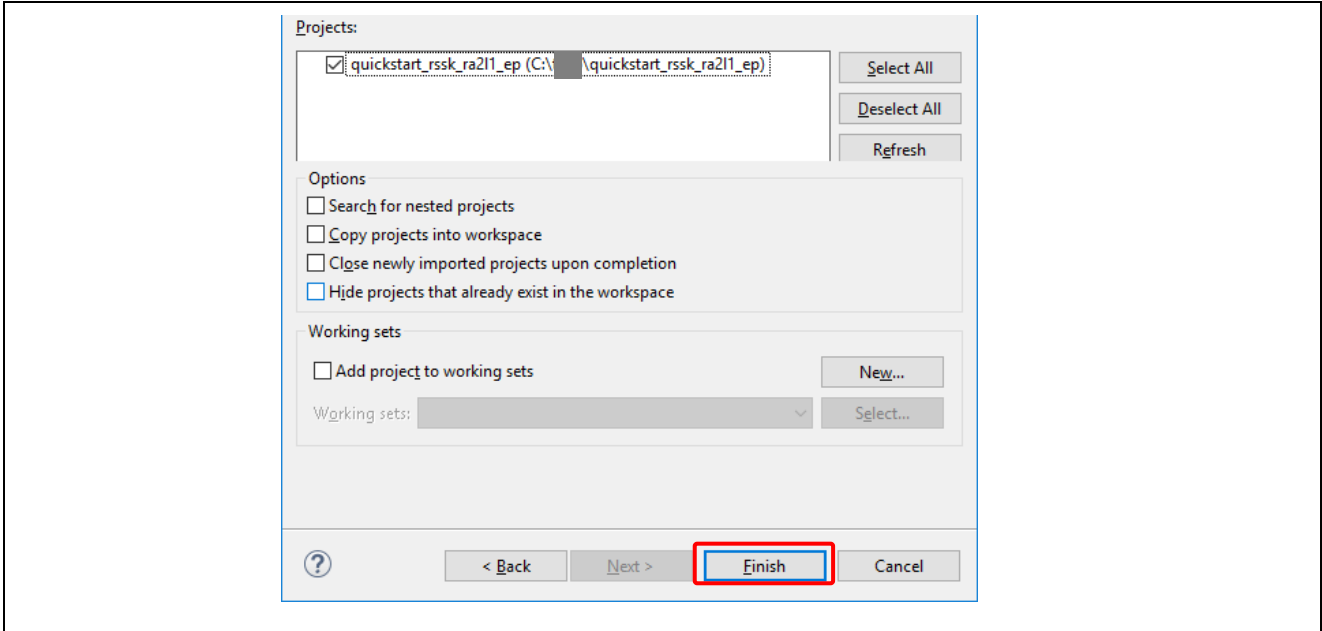 Projects:
quickstart_rssk_ra2l1_ep (C:\ \quickstart_rssk_ra2l1_ep)
Select All
Deselect All
Refresh
Options
Search for nested projects
Copy projects into workspace
Close newly imported projects upon completion
Hide projects that already exist in the workspace
Working sets
Add project to working sets
New...
Working sets:
Select...
?
< Back
Next >
Finish
Cancel